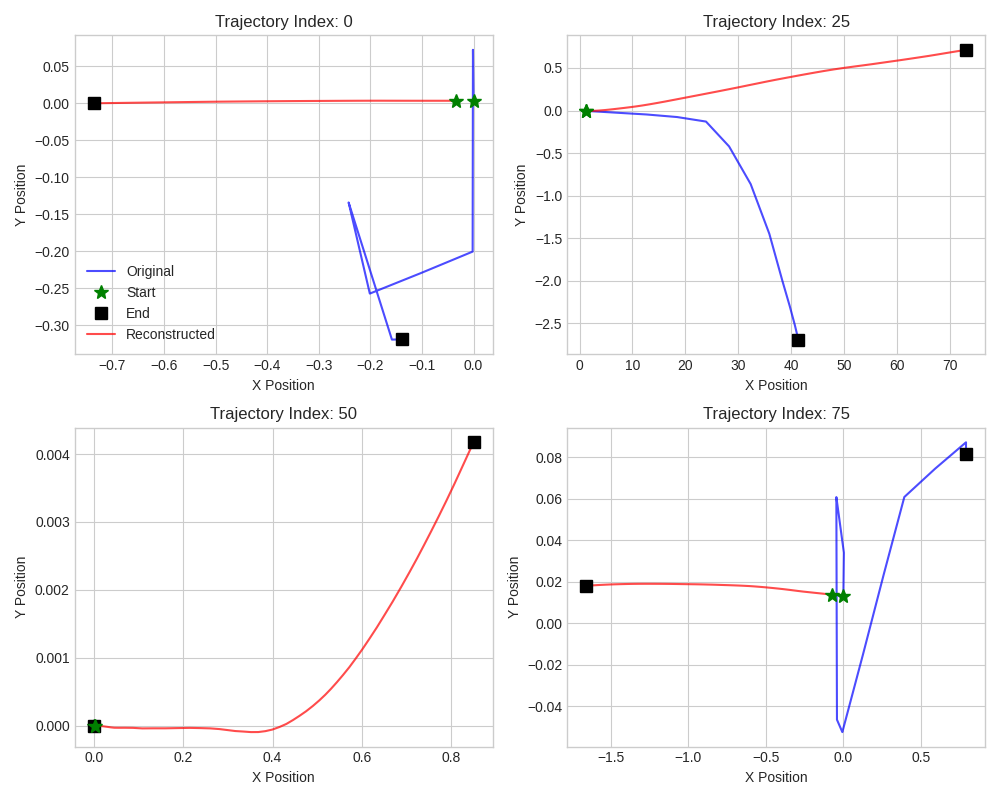 Trajectory Index: 0
0.05
0.00
−0.05
−0.10
−0.15
−0.20
−0.25
−0.30
Y Position
Original
Start
End
Reconstructed
−0.7 −0.6 −0.5 −0.4 −0.3 −0.2 −0.1 0.0
X Position
Trajectory Index: 25
0.5
0.0
−0.5
−1.0
−1.5
−2.0
−2.5
Y Position
0 10 20 30 40 50 60 70
X Position
Trajectory Index: 50
0.004
0.003
0.002
0.001
0.000
Y Position
0.0 0.2 0.4 0.6 0.8
X Position
Trajectory Index: 75
0.08
0.06
0.04
0.02
0.00
−0.02
−0.04
Y Position
−1.5 −1.0 −0.5 0.0 0.5
X Position